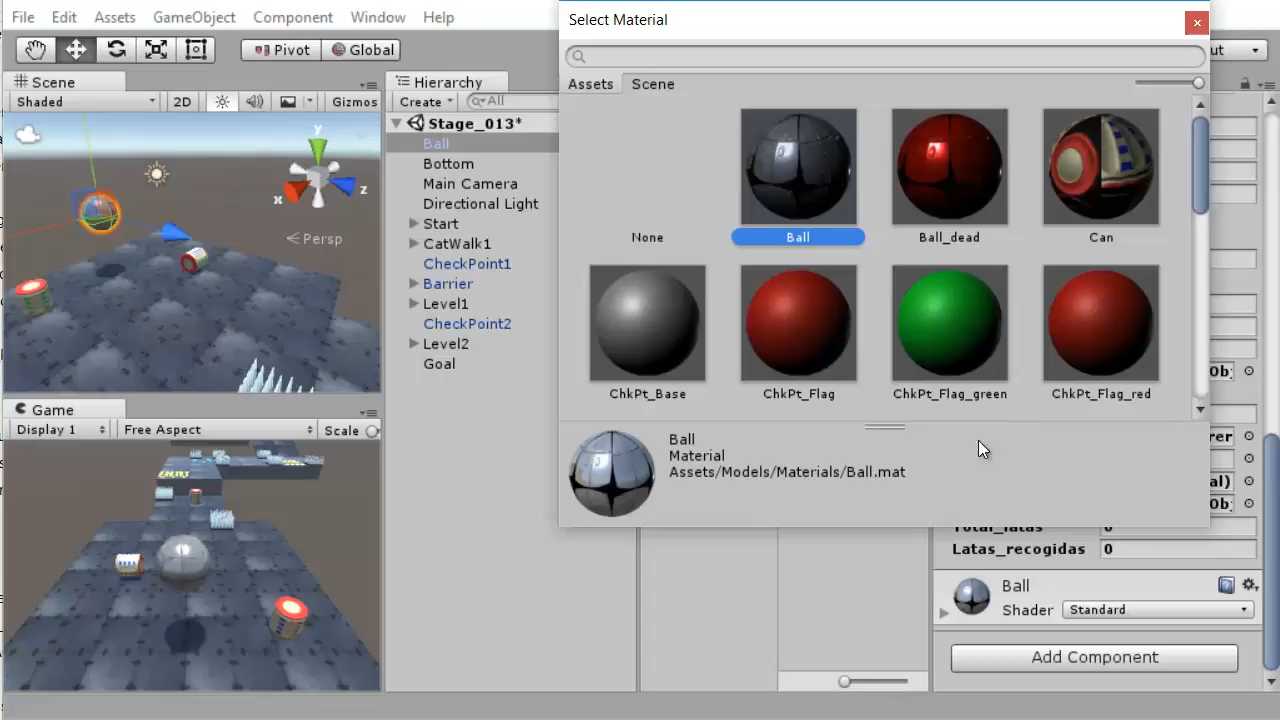 File Edit Assets GameObject Component Window Help
Select Material
Pivot Global
Assets Scene
Scene
Shaded 2D Gizmos
y
x
z
Persp
Game
Display 1 Free Aspect Scale
Hierarchy
Create All
Stage_013*
Ball
Bottom
Main Camera
Directional Light
Start
CatWalk1
CheckPoint1
Barrier
Level1
CheckPoint2
Level2
Goal
None Ball Ball_dead Can
ChkPt_Base ChkPt_Flag ChkPt_Flag_green ChkPt_Flag_red
Ball
Material
Assets/Models/Materials/Ball.mat
Total_latas 0
Latas_recogidas 0
Ball
Shader Standard
Add Component